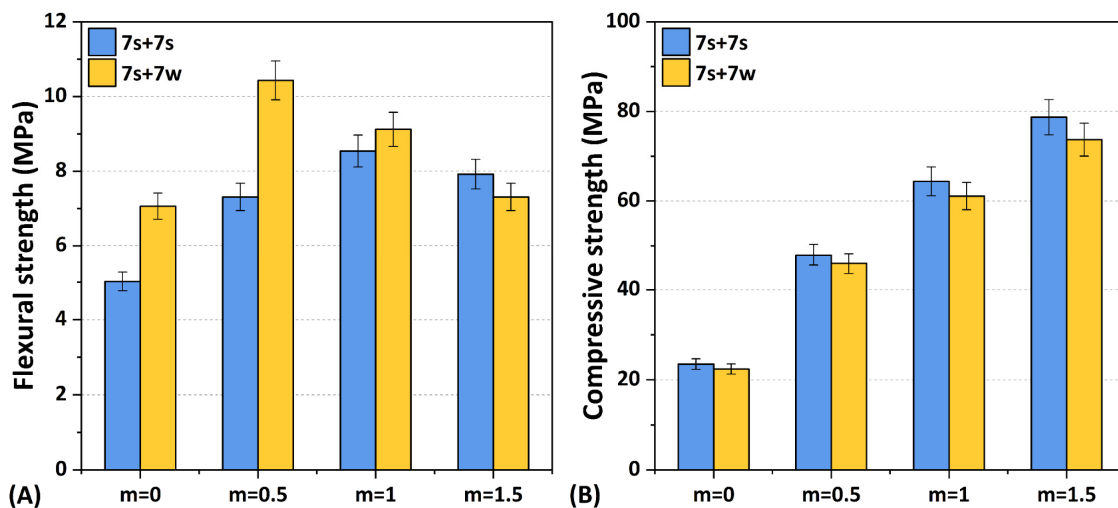 7s+7s
7s+7w
Flexural strength (MPa)
12
10
8
6
4
2
0
m=0 m=0.5 m=1 m=1.5
(A)
7s+7s
7s+7w
Compressive strength (MPa)
100
80
60
40
20
0
m=0 m=0.5 m=1 m=1.5
(B)